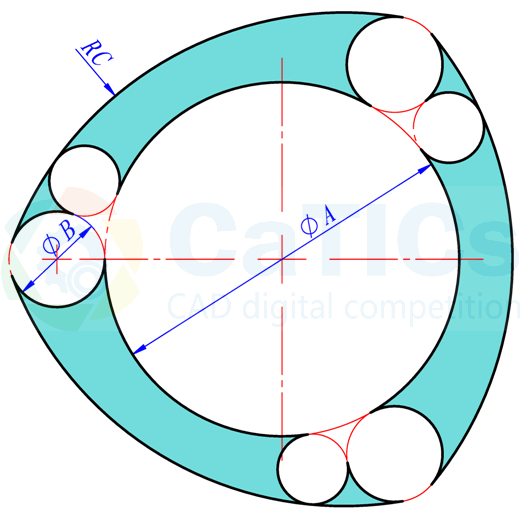 RC
ϕB
ϕA
CaTICs
CAD digital competition